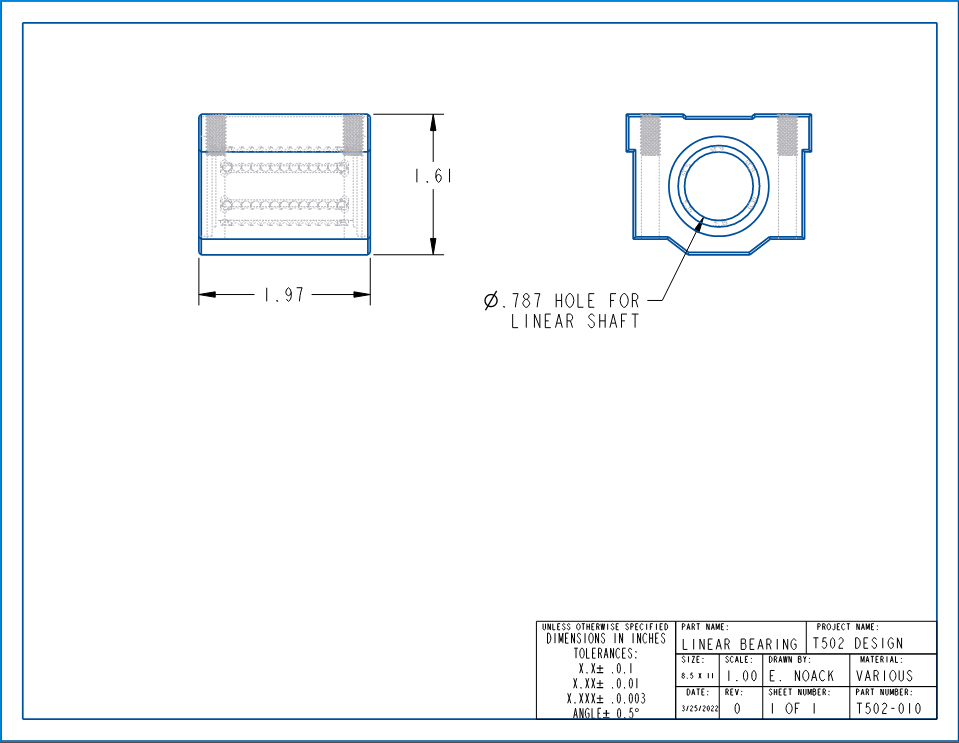 1.61
1.97
Ø.787 HOLE FOR
LINEAR SHAFT
UNLESS OTHERWISE SPECIFIED
DIMENSIONS IN INCHES
TOLERANCES:
X.X± .0.1
X.XX± .0.01
X.XXX± .0.003
ANGLE± 0.5°
PART NAME:
LINEAR BEARING
PROJECT NAME:
T502 DESIGN
SIZE:
8.5 X 11
SCALE:
1.00
DRAWN BY:
E. NOACK
MATERIAL:
VARIOUS
DATE:
3/25/2022
REV:
0
SHEET NUMBER:
1 OF 1
PART NUMBER:
T502-010